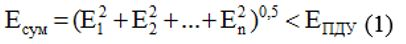 Eсум = (E₁² + E₂² + ... + Eₙ²)⁰,⁵ < EПДУ (1)